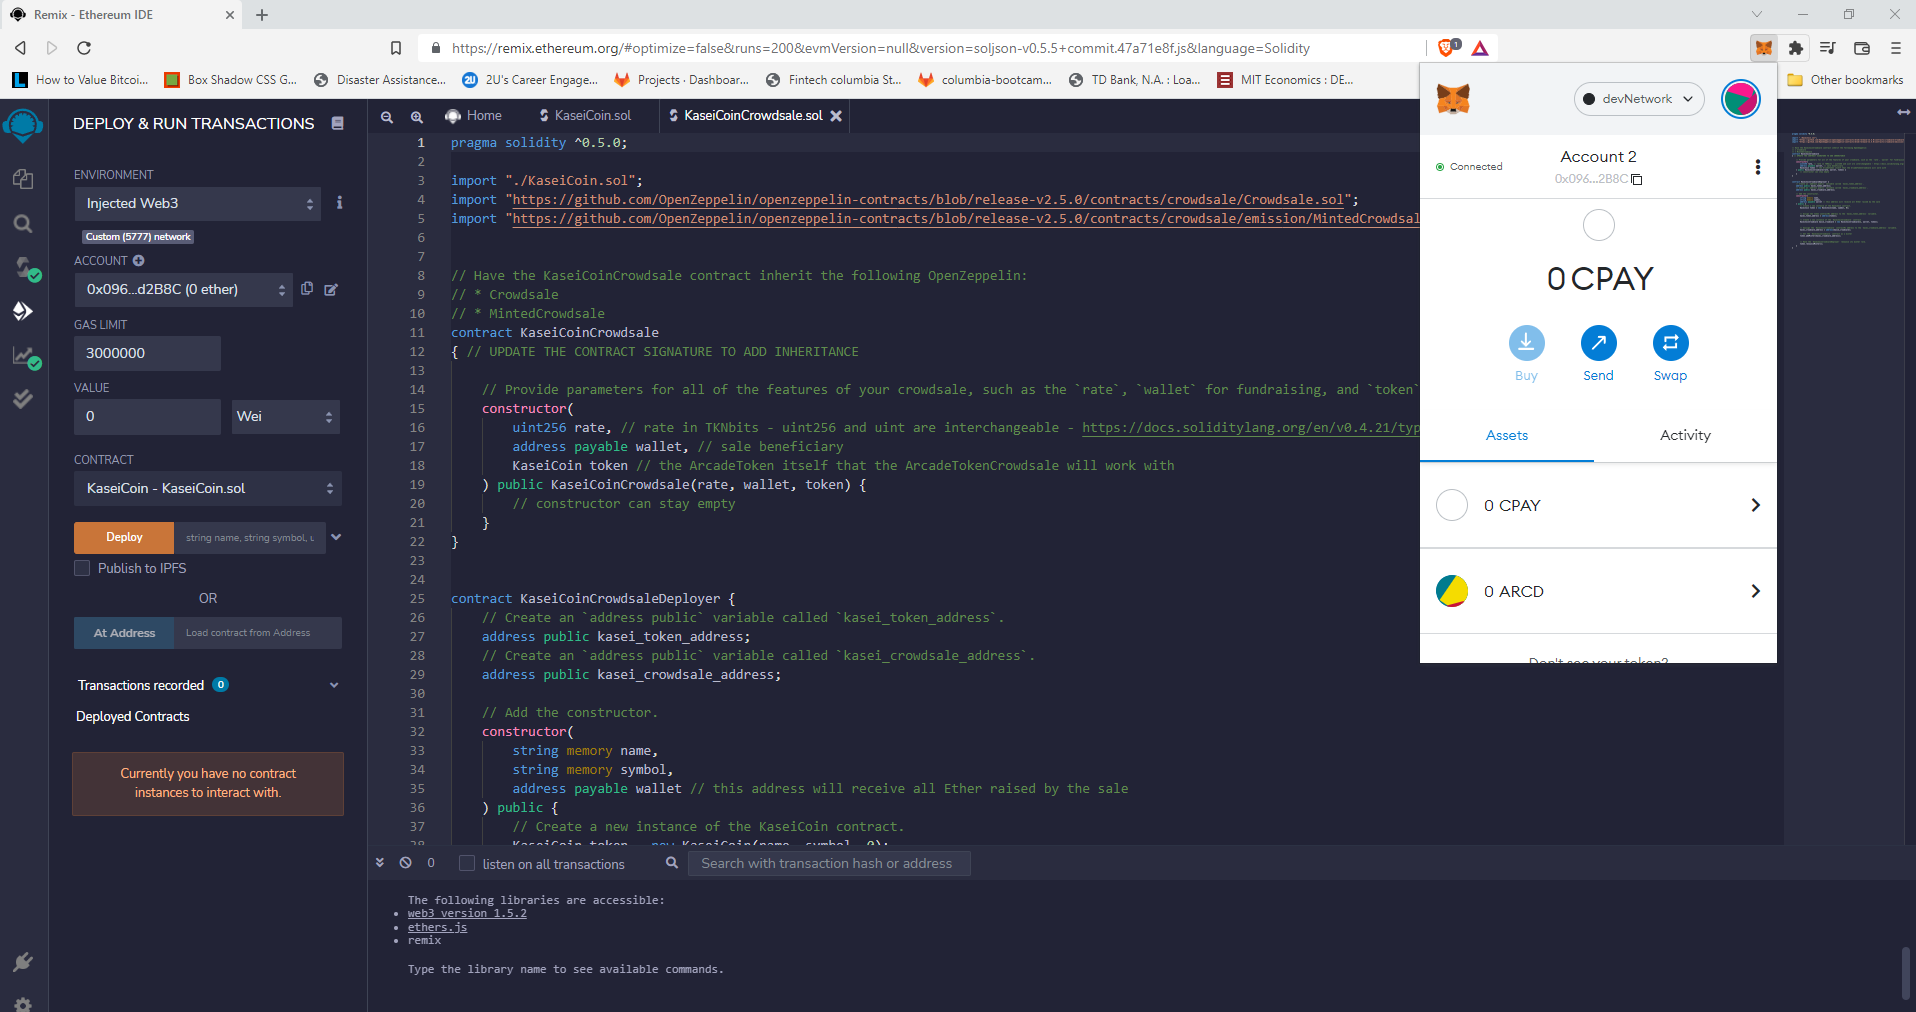 Remix - Ethereum IDE
https://remix.ethereum.org/#optimize=false&runs=200&evmVersion=null&version=soljson-v0.5.5+commit.47a71e8f.js&language=Solidity
1
How to Value Bitcoi...
Box Shadow CSS G...
Disaster Assistance...
2U
2U's Career Engage...
Projects · Dashboar...
Fintech columbia St...
columbia-bootcam...
TD Bank, N.A. : Loa...
MIT Economics : DE...
Other bookmarks
DEPLOY & RUN TRANSACTIONS
ENVIRONMENT
Injected Web3
Custom (5777) network
ACCOUNT
0x096...d2B8C (0 ether)
GAS LIMIT
3000000
VALUE
0
Wei
CONTRACT
KaseiCoin - KaseiCoin.sol
Deploy
string name, string symbol, u
Publish to IPFS
OR
At Address
Load contract from Address
Transactions recorded 0
Deployed Contracts
Currently you have no contract
instances to interact with.
Home
KaseiCoin.sol
KaseiCoinCrowdsale.sol
1 pragma solidity ^0.5.0;
2
3 import "./KaseiCoin.sol";
4 import "https://github.com/OpenZeppelin/openzeppelin-contracts/blob/release-v2.5.0/contracts/crowdsale/Crowdsale.sol";
5 import "https://github.com/OpenZeppelin/openzeppelin-contracts/blob/release-v2.5.0/contracts/crowdsale/emission/MintedCrowdsal
6
7
8 // Have the KaseiCoinCrowdsale contract inherit the following OpenZeppelin:
9 // * Crowdsale
10 // * MintedCrowdsale
11 contract KaseiCoinCrowdsale
12 { // UPDATE THE CONTRACT SIGNATURE TO ADD INHERITANCE
13
14 // Provide parameters for all of the features of your crowdsale, such as the `rate`, `wallet` for fundraising, and `token`
15 constructor(
16 uint256 rate, // rate in TKNbits - uint256 and uint are interchangeable - https://docs.soliditylang.org/en/v0.4.21/typ
17 address payable wallet, // sale beneficiary
18 KaseiCoin token // the ArcadeToken itself that the ArcadeTokenCrowdsale will work with
19 ) public KaseiCoinCrowdsale(rate, wallet, token) {
20 // constructor can stay empty
21 }
22 }
23
24
25 contract KaseiCoinCrowdsaleDeployer {
26 // Create an `address public` variable called `kasei_token_address`.
27 address public kasei_token_address;
28 // Create an `address public` variable called `kasei_crowdsale_address`.
29 address public kasei_crowdsale_address;
30
31 // Add the constructor.
32 constructor(
33 string memory name,
34 string memory symbol,
35 address payable wallet // this address will receive all Ether raised by the sale
36 ) public {
37 // Create a new instance of the KaseiCoin contract.
38 KaseiCoin token = new KaseiCoin(name, symbol, 0);
0
listen on all transactions
Search with transaction hash or address
The following libraries are accessible:
• web3 version 1.5.2
• ethers.js
• remix
Type the library name to see available commands.
devNetwork
Connected
Account 2
0x096...2B8C
0 CPAY
Buy
Send
Swap
Assets
Activity
0 CPAY
0 ARCD
Don't see your token?